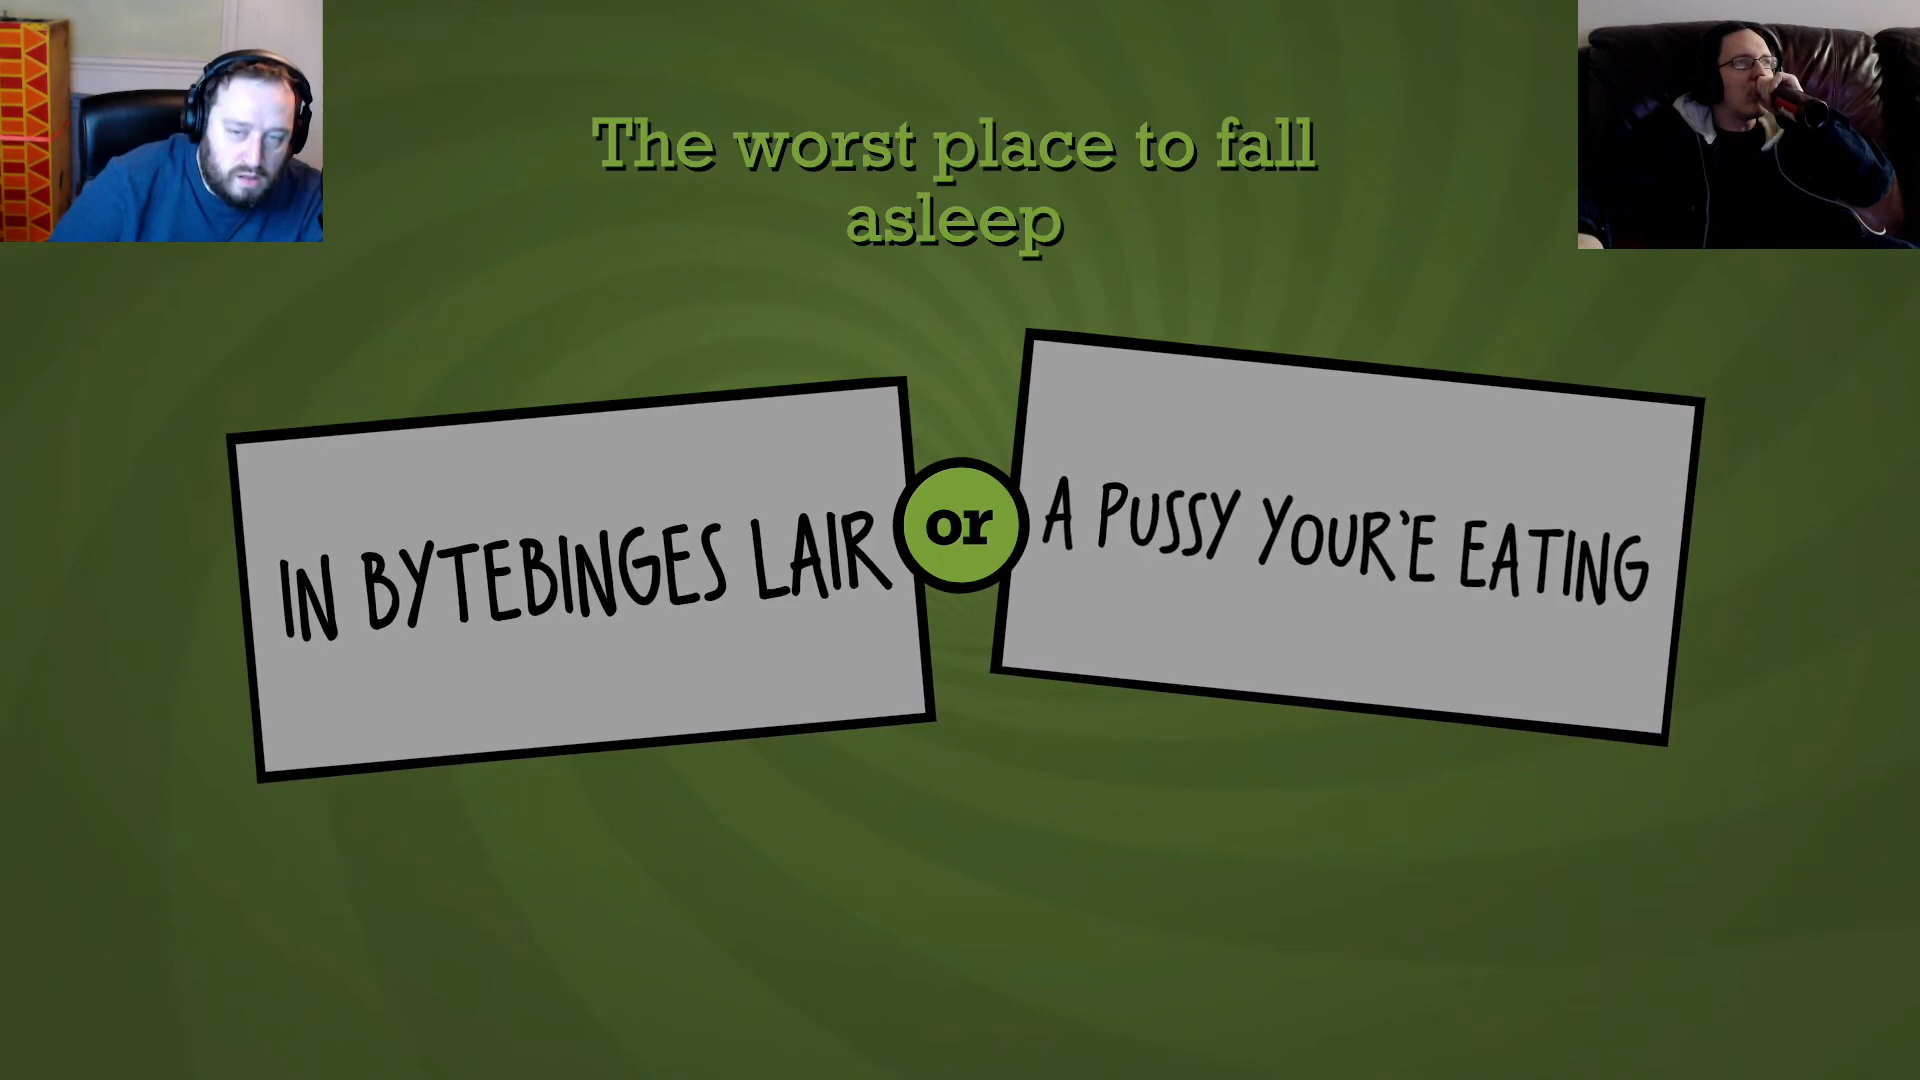 The worst place to fall
asleep
IN BYTEBINGES LAIR
or
A PUSSY YOUR'E EATING